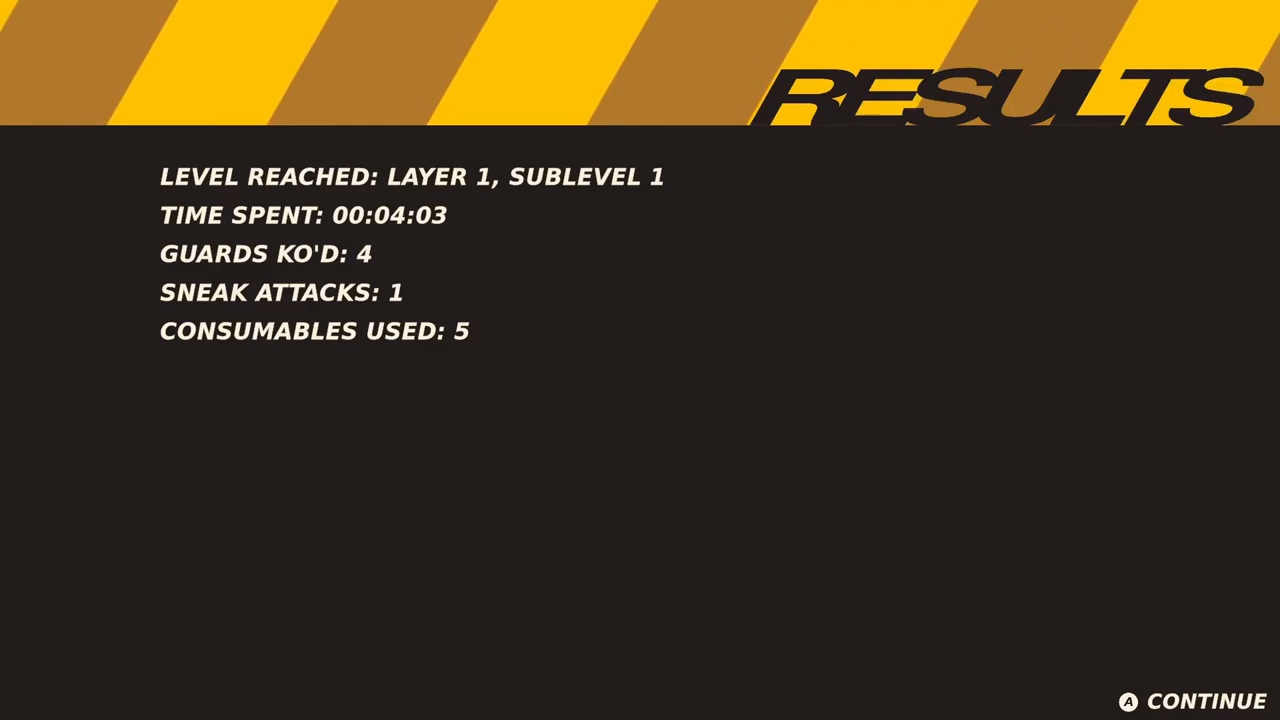 RESULTS
LEVEL REACHED: LAYER 1, SUBLEVEL 1
TIME SPENT: 00:04:03
GUARDS KO'D: 4
SNEAK ATTACKS: 1
CONSUMABLES USED: 5
A CONTINUE